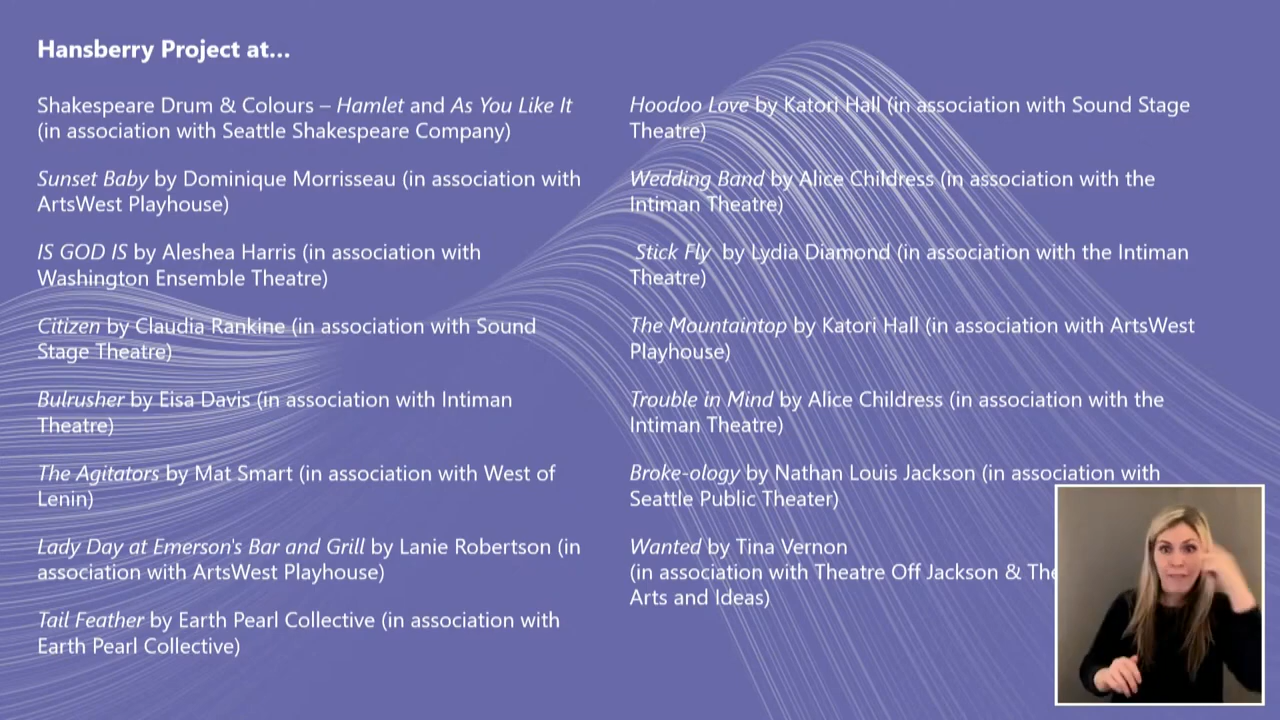 Hansberry Project at...
Shakespeare Drum & Colours – Hamlet and As You Like It
(in association with Seattle Shakespeare Company)
Sunset Baby by Dominique Morrisseau (in association with
ArtsWest Playhouse)
IS GOD IS by Aleshea Harris (in association with
Washington Ensemble Theatre)
Citizen by Claudia Rankine (in association with Sound
Stage Theatre)
Bulrusher by Eisa Davis (in association with Intiman
Theatre)
The Agitators by Mat Smart (in association with West of
Lenin)
Lady Day at Emerson's Bar and Grill by Lanie Robertson (in
association with ArtsWest Playhouse)
Tail Feather by Earth Pearl Collective (in association with
Earth Pearl Collective)
Hoodoo Love by Katori Hall (in association with Sound Stage
Theatre)
Wedding Band by Alice Childress (in association with the
Intiman Theatre)
Stick Fly by Lydia Diamond (in association with the Intiman
Theatre)
The Mountaintop by Katori Hall (in association with ArtsWest
Playhouse)
Trouble in Mind by Alice Childress (in association with the
Intiman Theatre)
Broke-ology by Nathan Louis Jackson (in association with
Seattle Public Theater)
Wanted by Tina Vernon
(in association with Theatre Off Jackson &
Arts and Ideas)